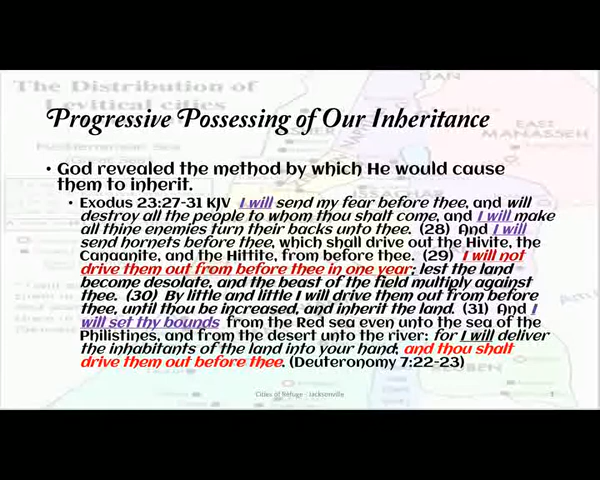 The Distribution of
Levitical cities
DAN
Progressive Possessing of Our Inheritance
EAST
MANASSEH
• God revealed the method by which He would cause
them to inherit.
• Exodus 23:27-31 KJV I will send my fear before thee, and will
destroy all the people to whom thou shalt come, and I will make
all thine enemies turn their backs unto thee. (28) And I will
send hornets before thee, which shall drive out the Hivite, the
Canaanite, and the Hittite, from before thee. (29) I will not
drive them out from before thee in one year; lest the land
become desolate, and the beast of the field multiply against
thee. (30) By little and little I will drive them out from before
thee, until thou be increased, and inherit the land. (31) And I
will set thy bounds from the Red sea even unto the sea of the
Philistines, and from the desert unto the river: for I will deliver
the inhabitants of the land into your hand; and thou shalt
drive them out before thee. (Deuteronomy 7:22-23)
REUBEN
Cities of Refuge - Jacksonville
1